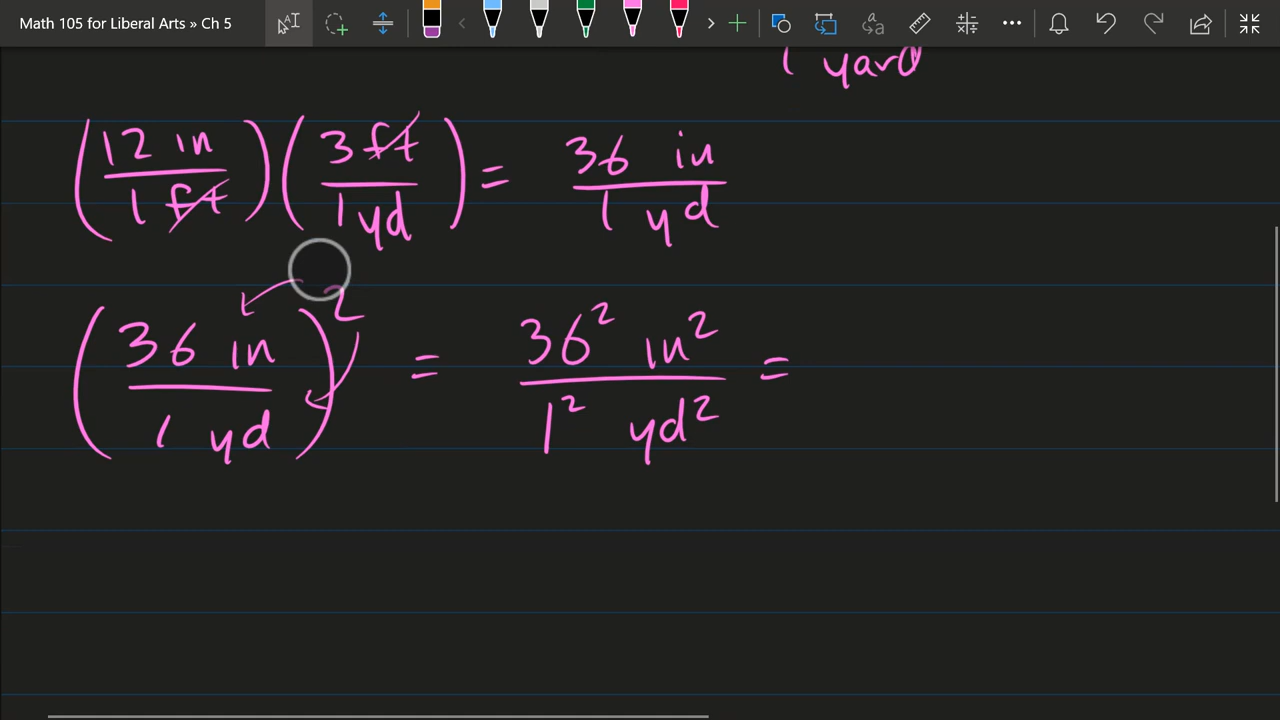 Math 105 for Liberal Arts » Ch 5
1 yard
(12 in / 1 ft)(3 ft / 1 yd) = 36 in / 1 yd
(36 in / 1 yd)² = 36² in² / 1² yd² =